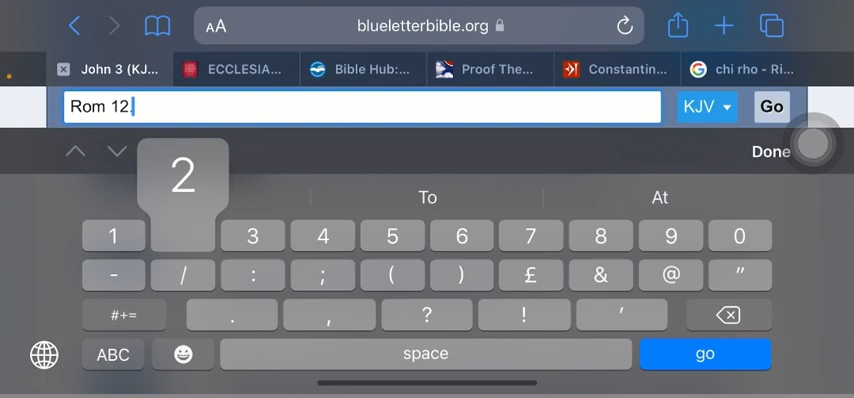 AA blueleetterbible.org
John 3 (KJ... ECCLESIA... Bible Hub:... Proof The... Constantin... chi rho - Ri...
Rom 12. KJV Go
Done
2
To At
1 3 4 5 6 7 8 9 0
- / : ; ( ) £ & @ "
#+= . , ? ! '
ABC space go